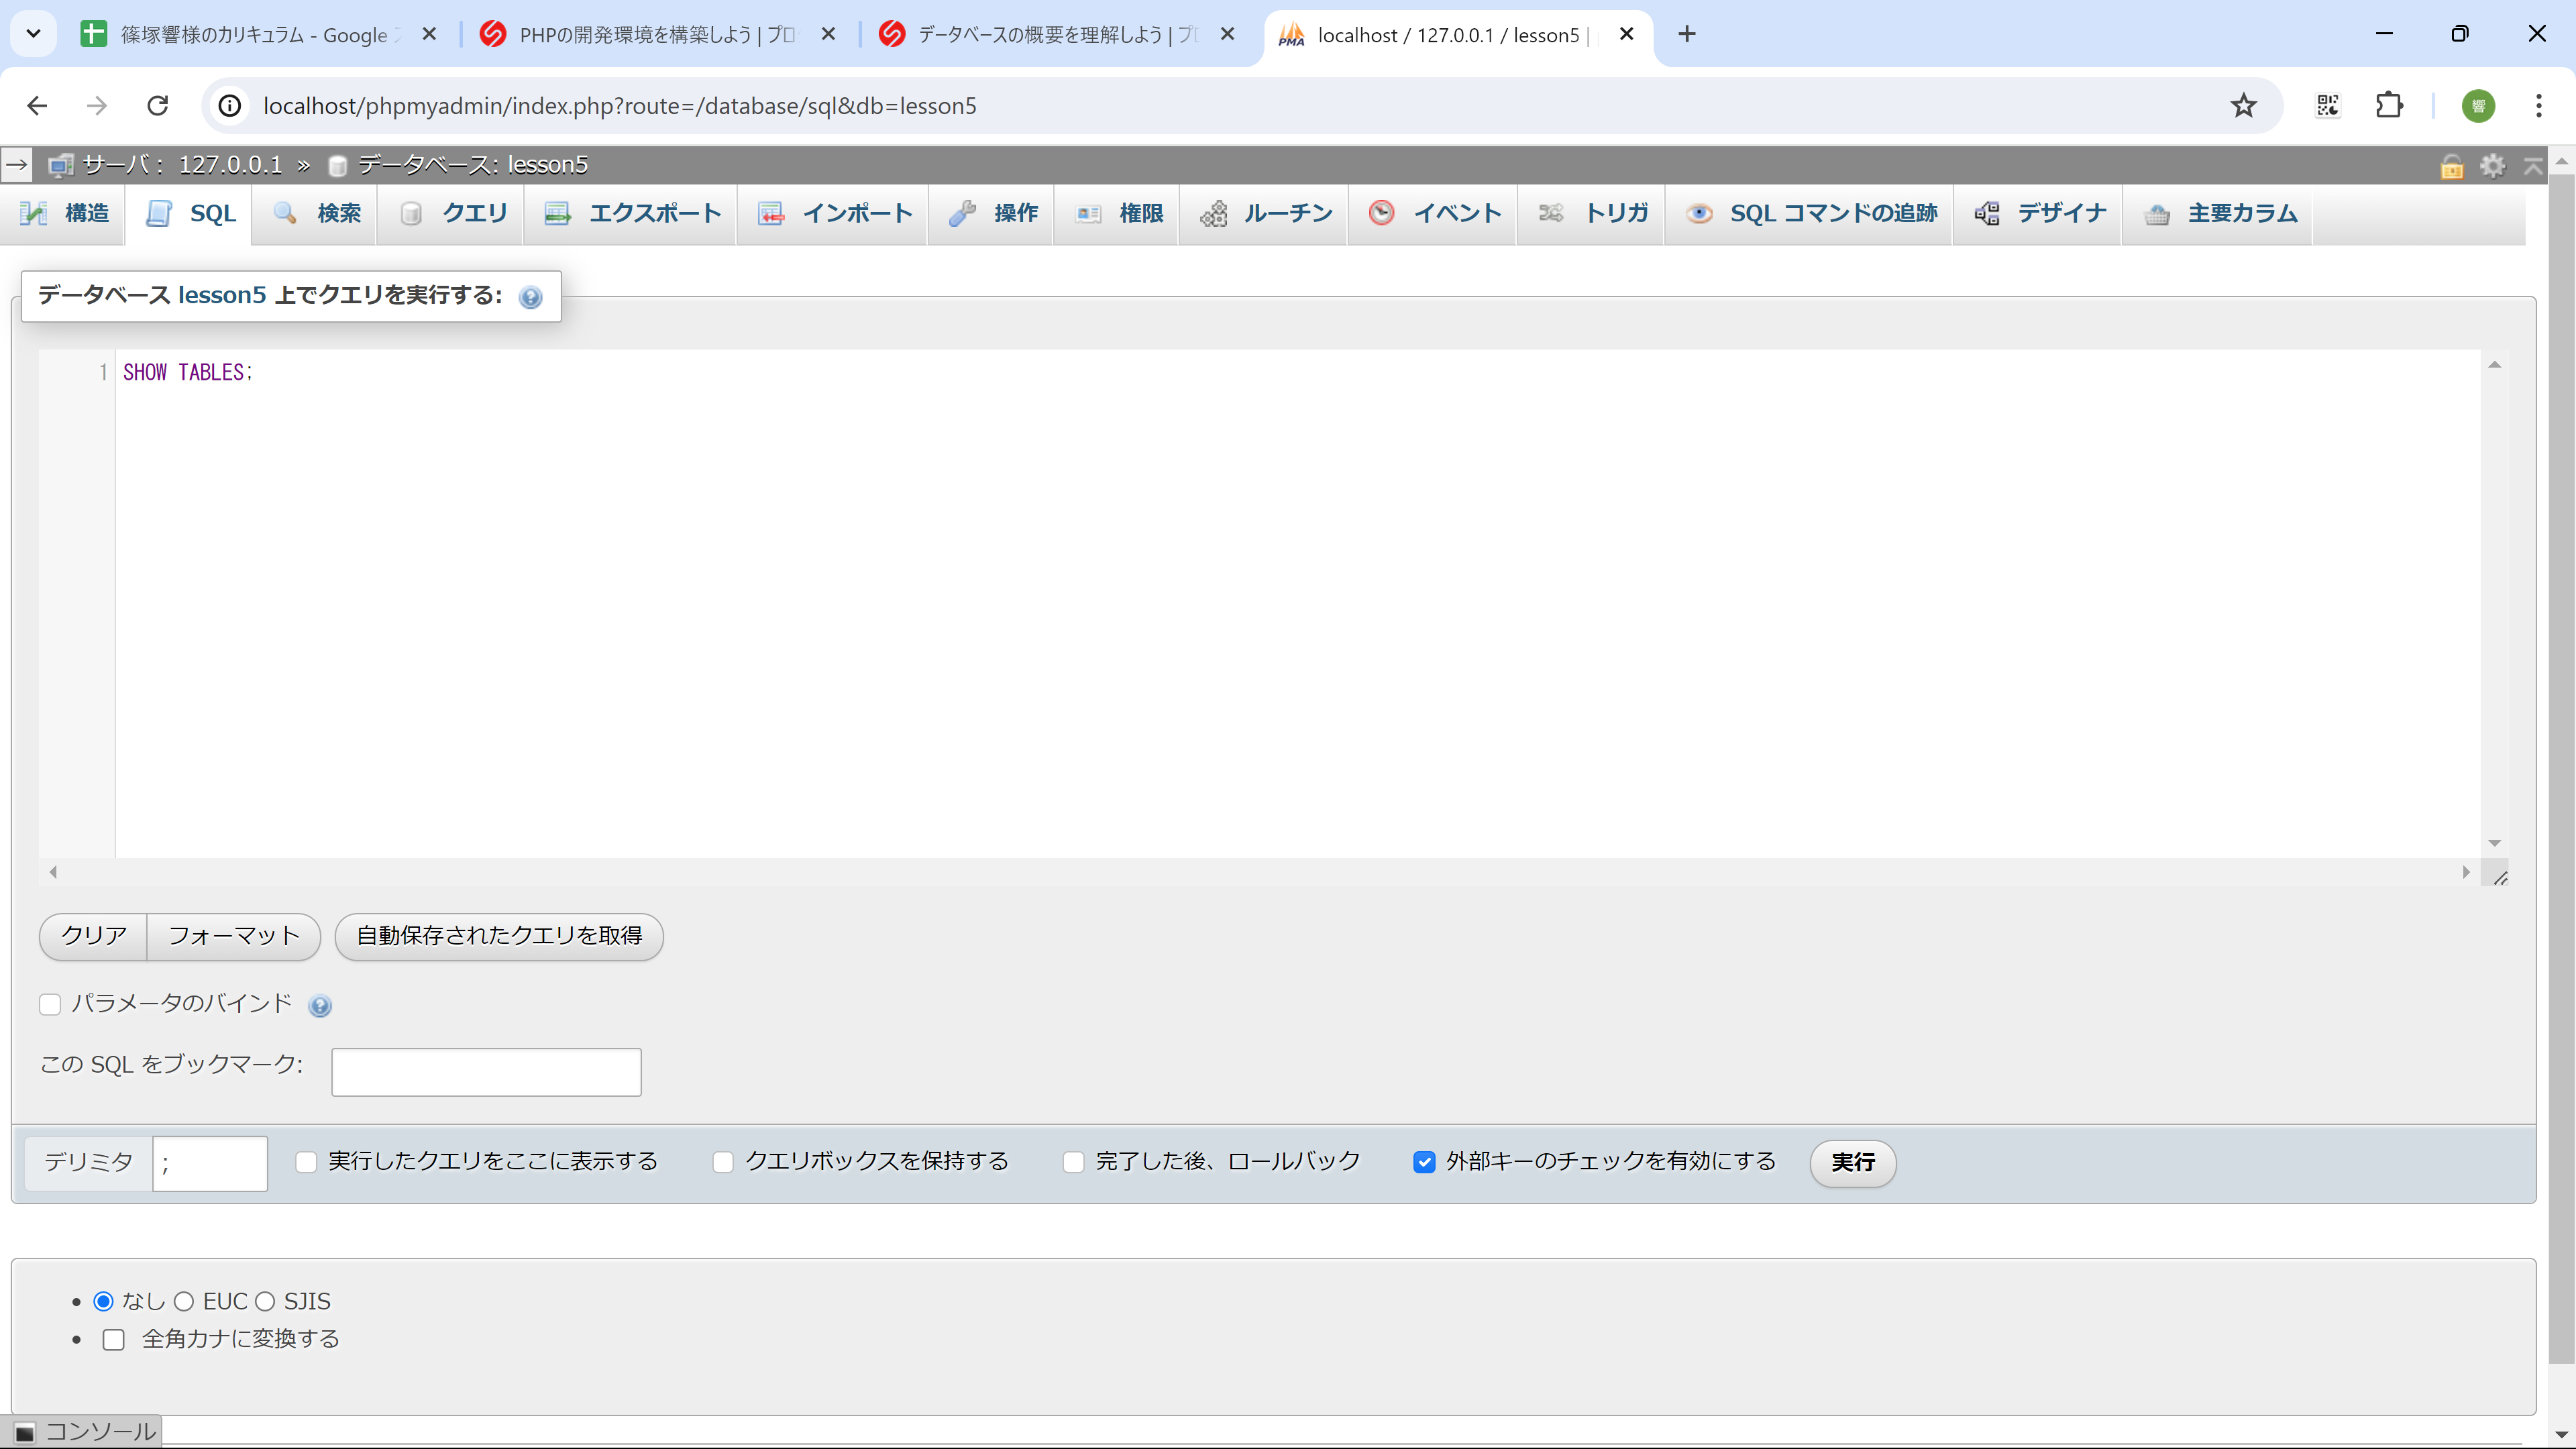 篠塚響様のカリキュラム - Google
PHPの開発環境を構築しよう | プロ
データベースの概要を理解しよう | プ
PMA
localhost / 127.0.0.1 / lesson5 |
localhost/phpmyadmin/index.php?route=/database/sql&db=lesson5
響
サーバ: 127.0.0.1 » データベース: lesson5
構造 SQL 検索 クエリ エクスポート インポート 操作 権限 ルーチン イベント トリガ SQL コマンドの追跡 デザイナ 主要カラム
データベース lesson5 上でクエリを実行する:
1 SHOW TABLES;
クリア フォーマット 自動保存されたクエリを取得
パラメータのバインド
この SQL をブックマーク:
デリミタ ; 実行したクエリをここに表示する クエリボックスを保持する 完了した後、ロールバック 外部キーのチェックを有効にする 実行
なし EUC SJIS
全角カナに変換する
コンソール